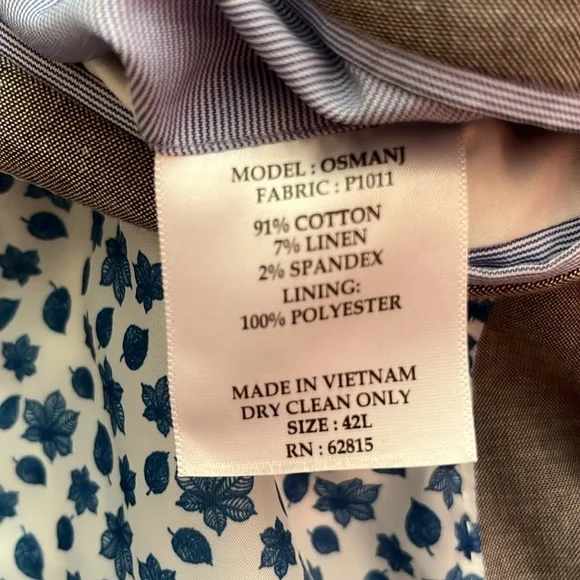 MODEL : OSMANJ
FABRIC : P1011
91% COTTON
7% LINEN
2% SPANDEX
LINING:
100% POLYESTER
MADE IN VIETNAM
DRY CLEAN ONLY
SIZE : 42L
RN : 62815